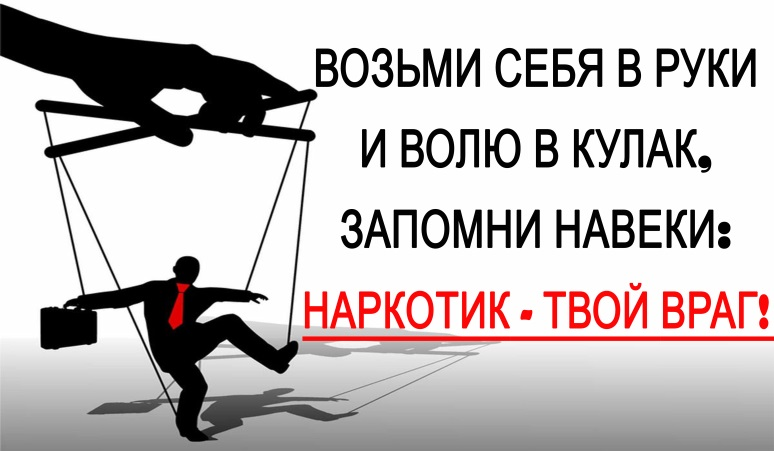 ВОЗЬМИ СЕБЯ В РУКИ
И ВОЛЮ В КУЛАК,
ЗАПОМНИ НАВЕКИ:
НАРКОТИК - ТВОЙ ВРАГ!